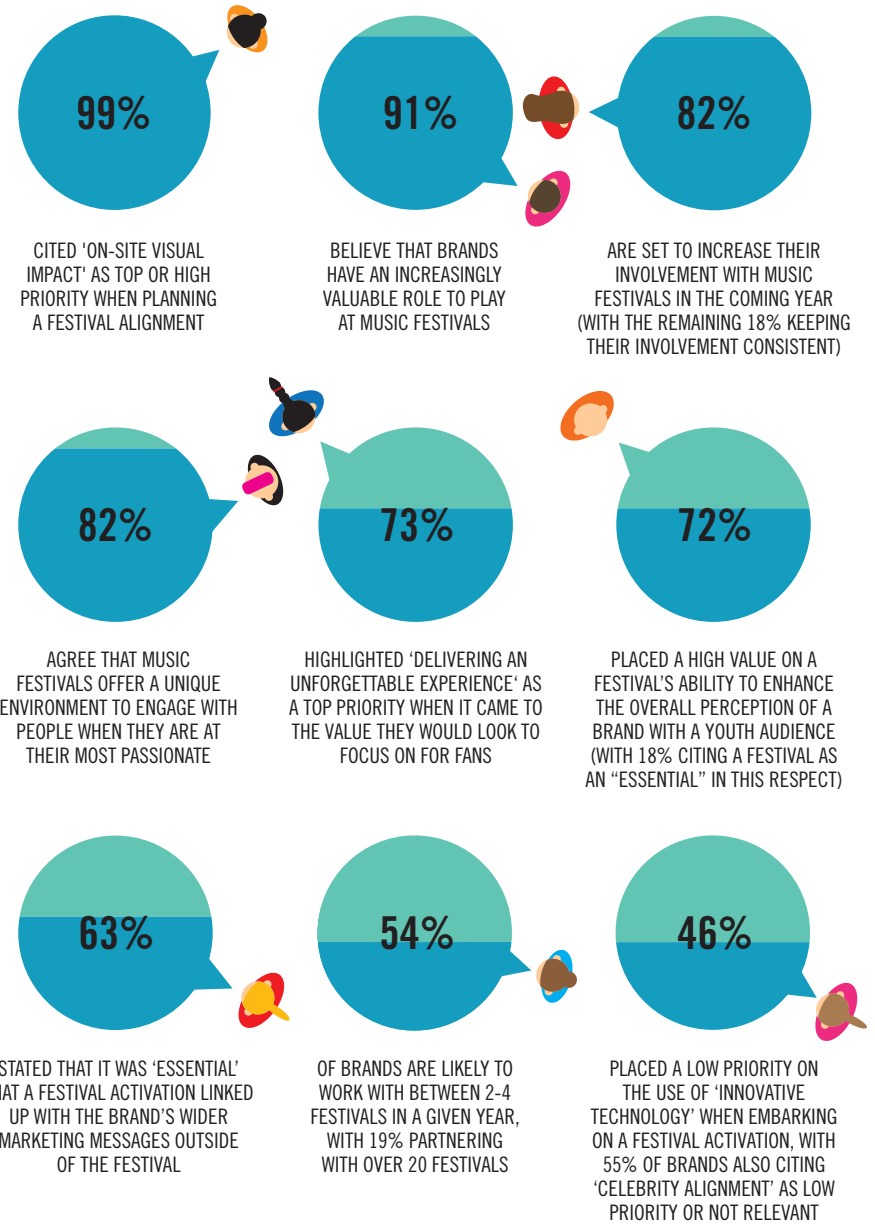 99%
CITED 'ON-SITE VISUAL
IMPACT' AS TOP OR HIGH
PRIORITY WHEN PLANNING
A FESTIVAL ALIGNMENT
91%
BELIEVE THAT BRANDS
HAVE AN INCREASINGLY
VALUABLE ROLE TO PLAY
AT MUSIC FESTIVALS
82%
ARE SET TO INCREASE THEIR
INVOLVEMENT WITH MUSIC
FESTIVALS IN THE COMING YEAR
(WITH THE REMAINING 18% KEEPING
THEIR INVOLVEMENT CONSISTENT)
82%
AGREE THAT MUSIC
FESTIVALS OFFER A UNIQUE
ENVIRONMENT TO ENGAGE WITH
PEOPLE WHEN THEY ARE AT
THEIR MOST PASSIONATE
73%
HIGHLIGHTED ‘DELIVERING AN
UNFORGETTABLE EXPERIENCE‘ AS
A TOP PRIORITY WHEN IT CAME TO
THE VALUE THEY WOULD LOOK TO
FOCUS ON FOR FANS
72%
PLACED A HIGH VALUE ON A
FESTIVAL’S ABILITY TO ENHANCE
THE OVERALL PERCEPTION OF A
BRAND WITH A YOUTH AUDIENCE
(WITH 18% CITING A FESTIVAL AS
AN “ESSENTIAL” IN THIS RESPECT)
63%
STATED THAT IT WAS ‘ESSENTIAL’
HAT A FESTIVAL ACTIVATION LINKED
UP WITH THE BRAND’S WIDER
MARKETING MESSAGES OUTSIDE
OF THE FESTIVAL
54%
OF BRANDS ARE LIKELY TO
WORK WITH BETWEEN 2-4
FESTIVALS IN A GIVEN YEAR,
WITH 19% PARTNERING
WITH OVER 20 FESTIVALS
46%
PLACED A LOW PRIORITY ON
THE USE OF ‘INNOVATIVE
TECHNOLOGY’ WHEN EMBARKING
ON A FESTIVAL ACTIVATION, WITH
55% OF BRANDS ALSO CITING
‘CELEBRITY ALIGNMENT’ AS LOW
PRIORITY OR NOT RELEVANT